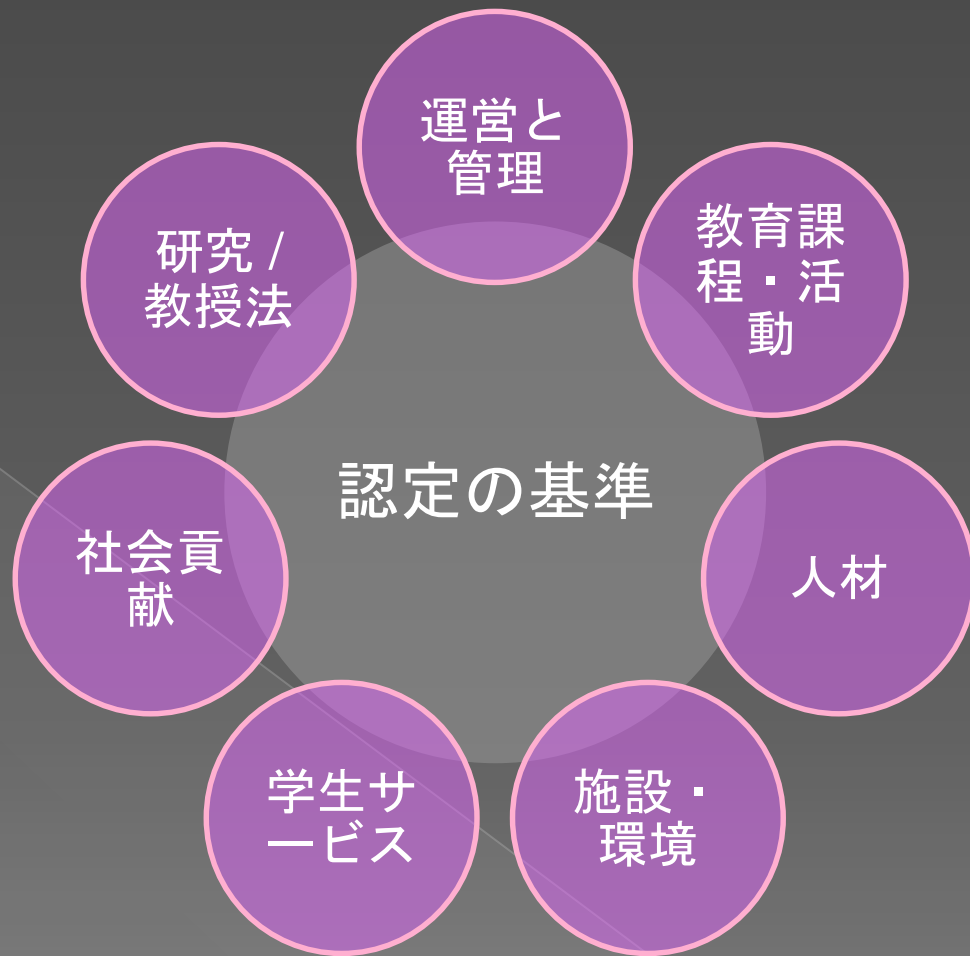 運営と
管理
教育課
程・活
動
人材
施設・
環境
学生サ
ービス
社会貢
献
研究 /
教授法
認定の基準